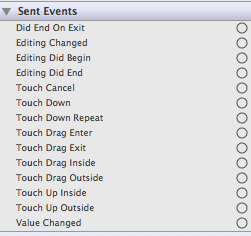 Sent Events
Did End On Exit
Editing Changed
Editing Did Begin
Editing Did End
Touch Cancel
Touch Down
Touch Down Repeat
Touch Drag Enter
Touch Drag Exit
Touch Drag Inside
Touch Drag Outside
Touch Up Inside
Touch Up Outside
Value Changed